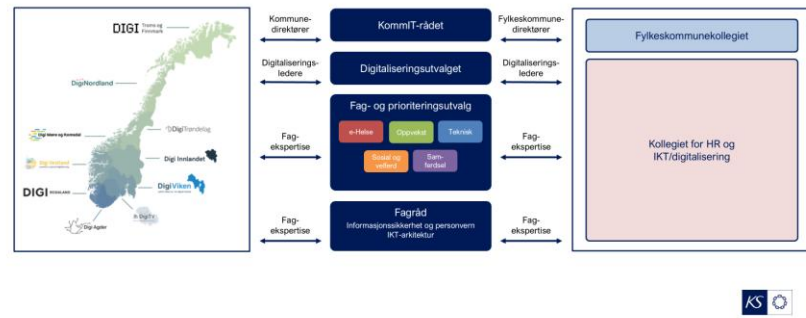 DIGI Troms og
Finnmark
DigiNordland
DigiTrøndelag
Digi Møre og Romsdal
Digi Innlandet
Digi Vestland
DIGI ROGALAND
DigiViken
DigiTV
Digi Agder
Kommune-
direktører
Digitaliserings-
ledere
Fag-
ekspertise
Fag-
ekspertise
KommIT-rådet
Digitaliseringsutvalget
Fag- og prioriteringsutvalg
e-Helse
Oppvekst
Teknisk
Sosial og
velferd
Sam-
ferdsel
Fagråd
Informasjonssikkerhet og personvern
IKT-arkitektur
Fylkeskommune-
direktører
Digitaliserings-
ledere
Fag-
ekspertise
Fag-
ekspertise
Fylkeskommunekollegiet
Kollegiet for HR og
IKT/digitalisering
KS